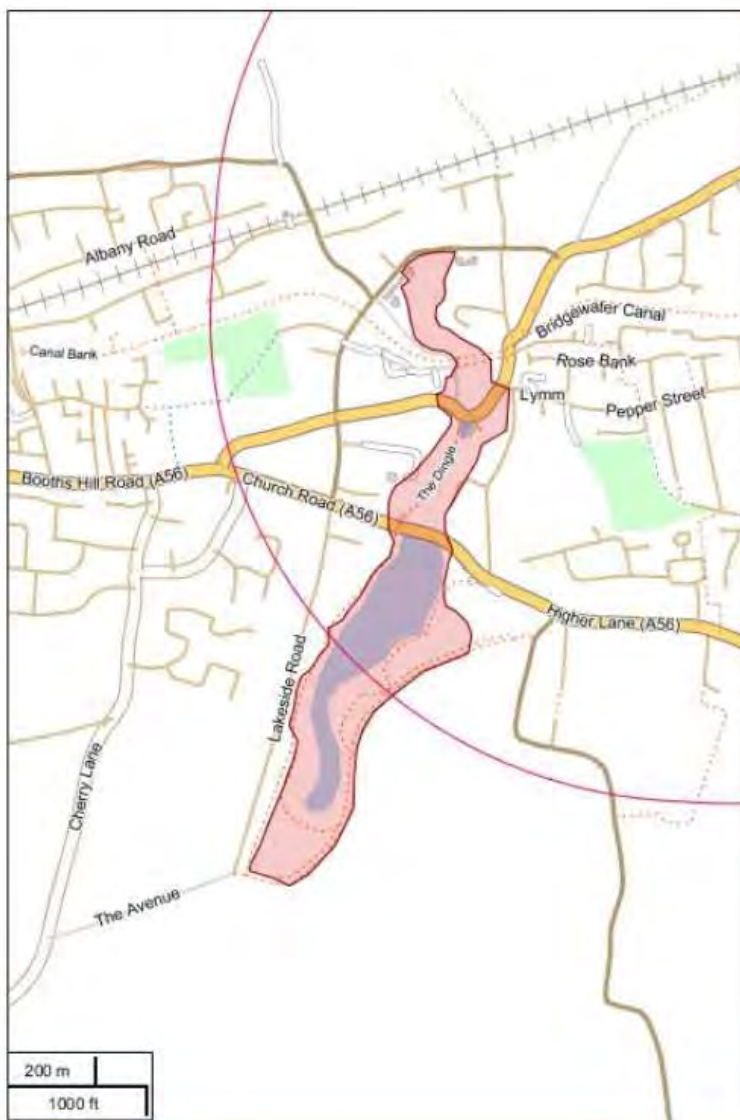 Albany Road
Bridgewater Canal
Canal Bank
Rose Bank
Lymm
Pepper Street
The Dingle
Booths Hill Road (A56)
Church Road (A56)
Higher Lane (A56)
Lakeside Road
Cherry Lane
The Avenue
200 m
1000 ft